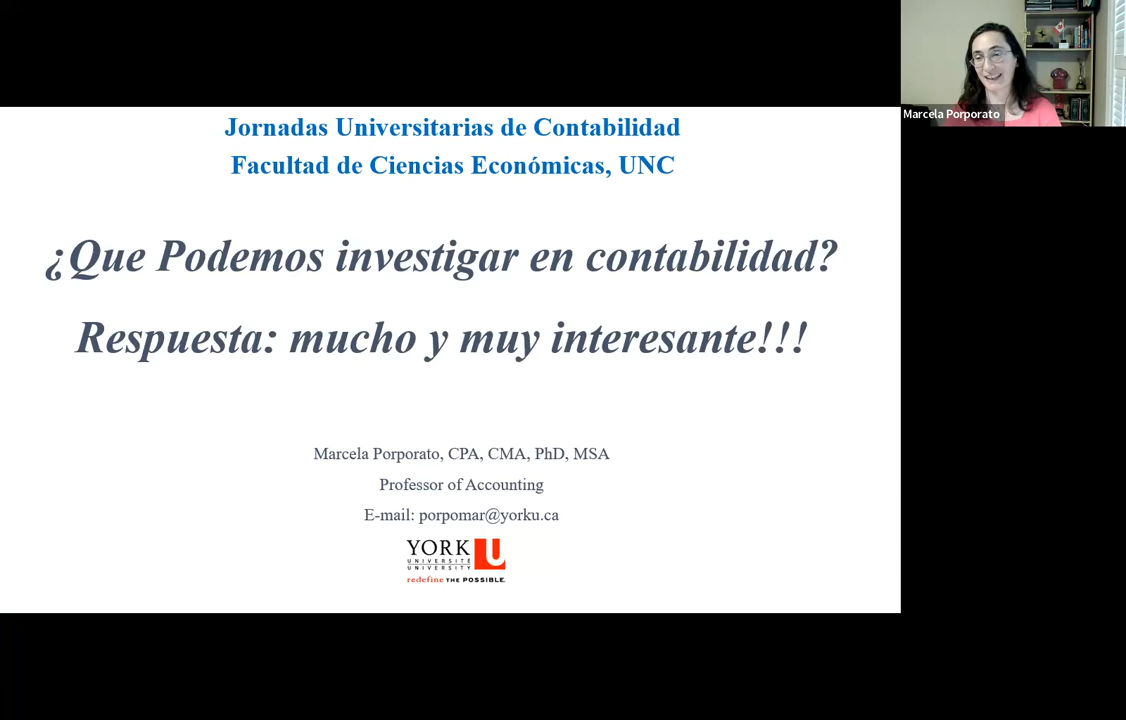 Marcela Porporato
Jornadas Universitarias de Contabilidad
Facultad de Ciencias Económicas, UNC
¿Que Podemos investigar en contabilidad?
Respuesta: mucho y muy interesante!!!
Marcela Porporato, CPA, CMA, PhD, MSA
Professor of Accounting
E-mail: porpomar@yorku.ca
YORK U
UNIVERSITÉ
UNIVERSITY
redefine THE POSSIBLE.